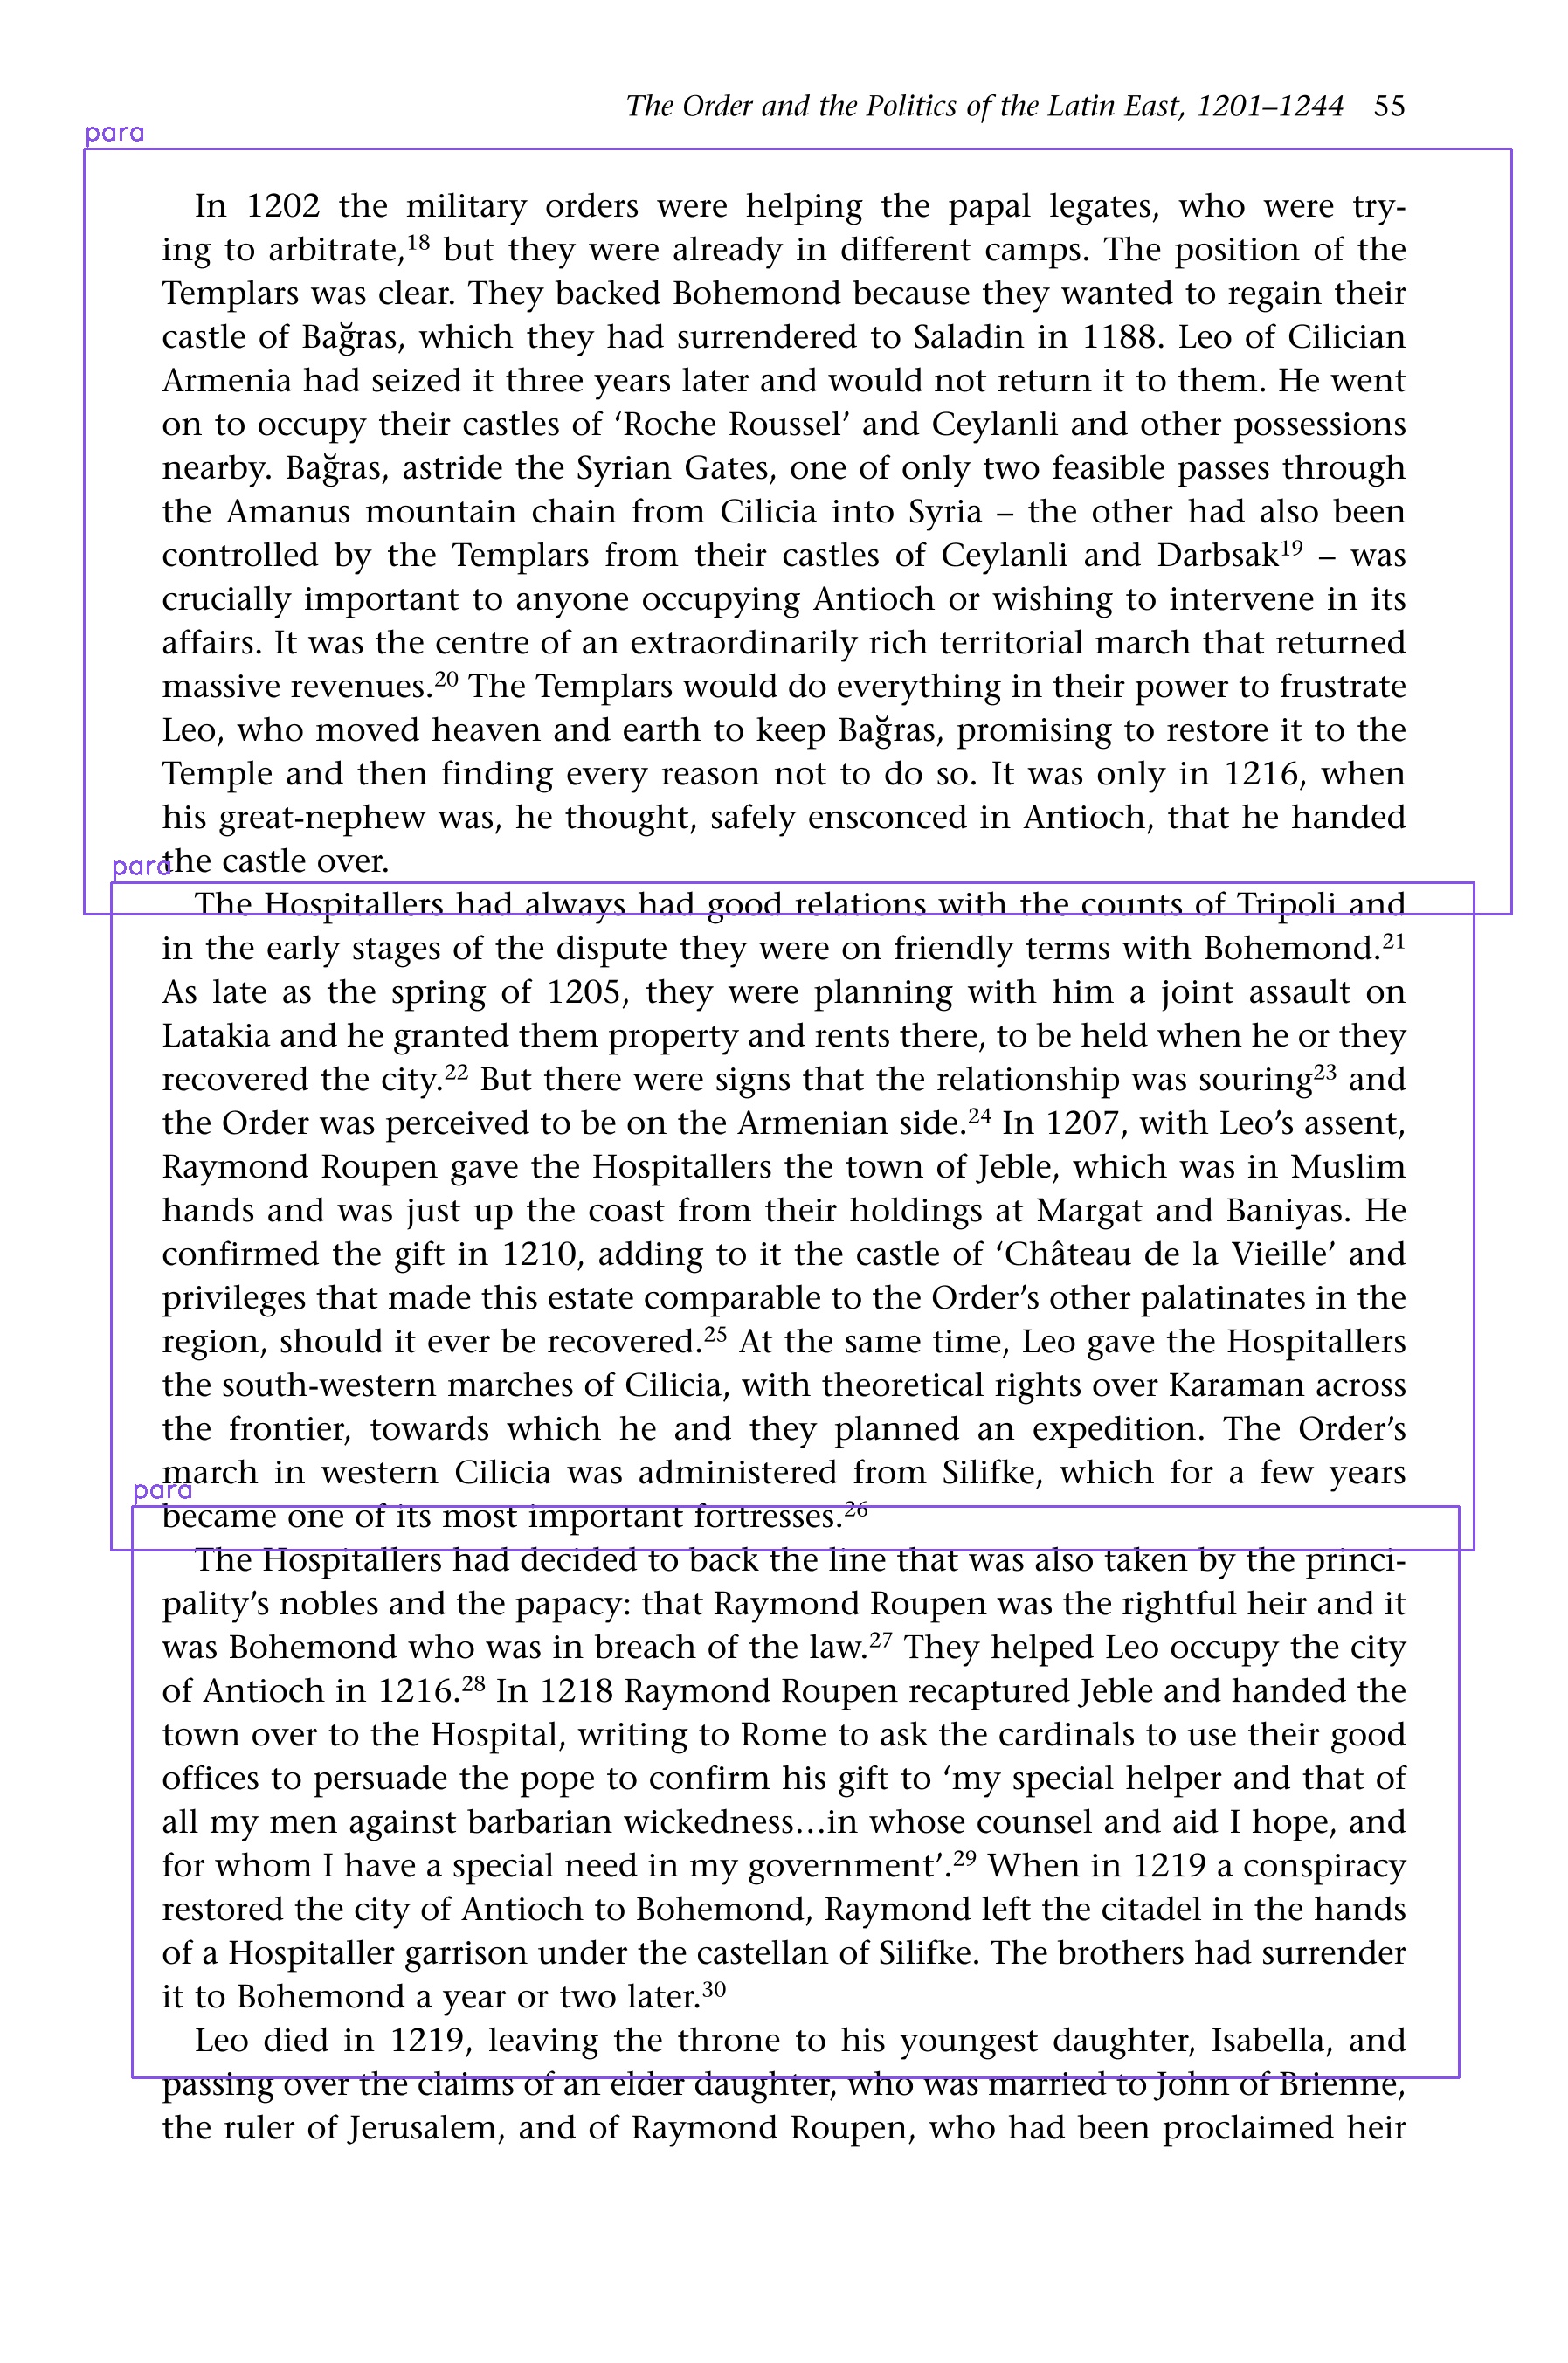 The Order and the Politics of the Latin East, 1201–1244 55
para
In 1202 the military orders were helping the papal legates, who were try-
ing to arbitrate,18 but they were already in different camps. The position of the
Templars was clear. They backed Bohemond because they wanted to regain their
castle of Bağras, which they had surrendered to Saladin in 1188. Leo of Cilician
Armenia had seized it three years later and would not return it to them. He went
on to occupy their castles of ‘Roche Roussel’ and Ceylanli and other possessions
nearby. Bağras, astride the Syrian Gates, one of only two feasible passes through
the Amanus mountain chain from Cilicia into Syria – the other had also been
controlled by the Templars from their castles of Ceylanli and Darbsak19 – was
crucially important to anyone occupying Antioch or wishing to intervene in its
affairs. It was the centre of an extraordinarily rich territorial march that returned
massive revenues.20 The Templars would do everything in their power to frustrate
Leo, who moved heaven and earth to keep Bağras, promising to restore it to the
Temple and then finding every reason not to do so. It was only in 1216, when
his great-nephew was, he thought, safely ensconced in Antioch, that he handed
the castle over.
para
The Hospitallers had always had good relations with the counts of Tripoli and
in the early stages of the dispute they were on friendly terms with Bohemond.21
As late as the spring of 1205, they were planning with him a joint assault on
Latakia and he granted them property and rents there, to be held when he or they
recovered the city.22 But there were signs that the relationship was souring23 and
the Order was perceived to be on the Armenian side.24 In 1207, with Leo’s assent,
Raymond Roupen gave the Hospitallers the town of Jeble, which was in Muslim
hands and was just up the coast from their holdings at Margat and Baniyas. He
confirmed the gift in 1210, adding to it the castle of ‘Château de la Vieille’ and
privileges that made this estate comparable to the Order’s other palatinates in the
region, should it ever be recovered.25 At the same time, Leo gave the Hospitallers
the south-western marches of Cilicia, with theoretical rights over Karaman across
the frontier, towards which he and they planned an expedition. The Order’s
march in western Cilicia was administered from Silifke, which for a few years
para
became one of its most important fortresses.26
The Hospitallers had decided to back the line that was also taken by the princi-
pality’s nobles and the papacy: that Raymond Roupen was the rightful heir and it
was Bohemond who was in breach of the law.27 They helped Leo occupy the city
of Antioch in 1216.28 In 1218 Raymond Roupen recaptured Jeble and handed the
town over to the Hospital, writing to Rome to ask the cardinals to use their good
offices to persuade the pope to confirm his gift to ‘my special helper and that of
all my men against barbarian wickedness…in whose counsel and aid I hope, and
for whom I have a special need in my government’.29 When in 1219 a conspiracy
restored the city of Antioch to Bohemond, Raymond left the citadel in the hands
of a Hospitaller garrison under the castellan of Silifke. The brothers had surrender
it to Bohemond a year or two later.30
Leo died in 1219, leaving the throne to his youngest daughter, Isabella, and
passing over the claims of an elder daughter, who was married to John of Brienne,
the ruler of Jerusalem, and of Raymond Roupen, who had been proclaimed heir